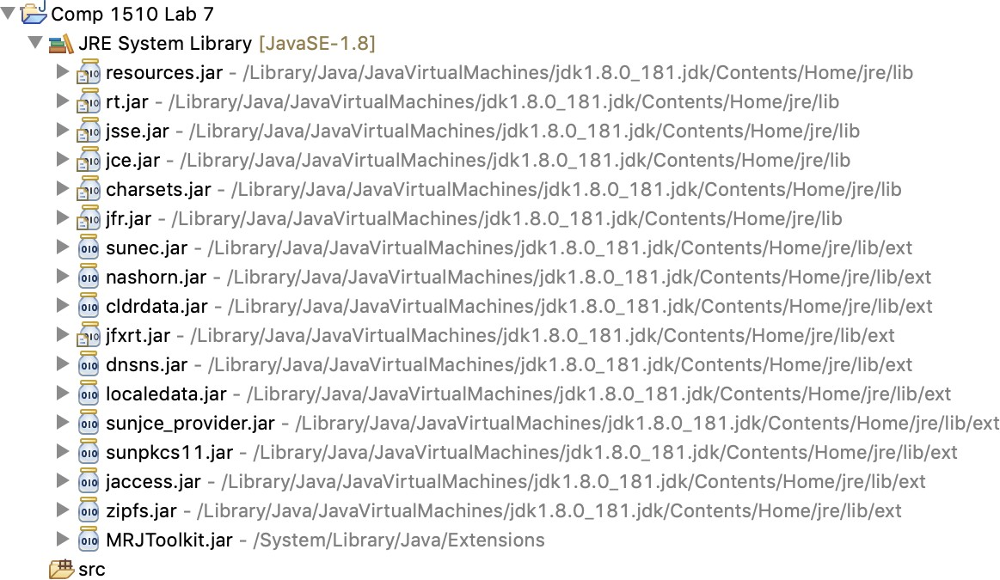 Comp 1510 Lab 7
JRE System Library [JavaSE-1.8]
resources.jar - /Library/Java/JavaVirtualMachines/jdk1.8.0_181.jdk/Contents/Home/jre/lib
rt.jar - /Library/Java/JavaVirtualMachines/jdk1.8.0_181.jdk/Contents/Home/jre/lib
jsse.jar - /Library/Java/JavaVirtualMachines/jdk1.8.0_181.jdk/Contents/Home/jre/lib
jce.jar - /Library/Java/JavaVirtualMachines/jdk1.8.0_181.jdk/Contents/Home/jre/lib
charsets.jar - /Library/Java/JavaVirtualMachines/jdk1.8.0_181.jdk/Contents/Home/jre/lib
jfr.jar - /Library/Java/JavaVirtualMachines/jdk1.8.0_181.jdk/Contents/Home/jre/lib
sunec.jar - /Library/Java/JavaVirtualMachines/jdk1.8.0_181.jdk/Contents/Home/jre/lib/ext
nashorn.jar - /Library/Java/JavaVirtualMachines/jdk1.8.0_181.jdk/Contents/Home/jre/lib/ext
cldrdata.jar - /Library/Java/JavaVirtualMachines/jdk1.8.0_181.jdk/Contents/Home/jre/lib/ext
jfxrt.jar - /Library/Java/JavaVirtualMachines/jdk1.8.0_181.jdk/Contents/Home/jre/lib/ext
dnsns.jar - /Library/Java/JavaVirtualMachines/jdk1.8.0_181.jdk/Contents/Home/jre/lib/ext
localedata.jar - /Library/Java/JavaVirtualMachines/jdk1.8.0_181.jdk/Contents/Home/jre/lib/ext
sunjce_provider.jar - /Library/Java/JavaVirtualMachines/jdk1.8.0_181.jdk/Contents/Home/jre/lib/ext
sunpkcs11.jar - /Library/Java/JavaVirtualMachines/jdk1.8.0_181.jdk/Contents/Home/jre/lib/ext
jaccess.jar - /Library/Java/JavaVirtualMachines/jdk1.8.0_181.jdk/Contents/Home/jre/lib/ext
zipfs.jar - /Library/Java/JavaVirtualMachines/jdk1.8.0_181.jdk/Contents/Home/jre/lib/ext
MRJToolkit.jar - /System/Library/Java/Extensions
src